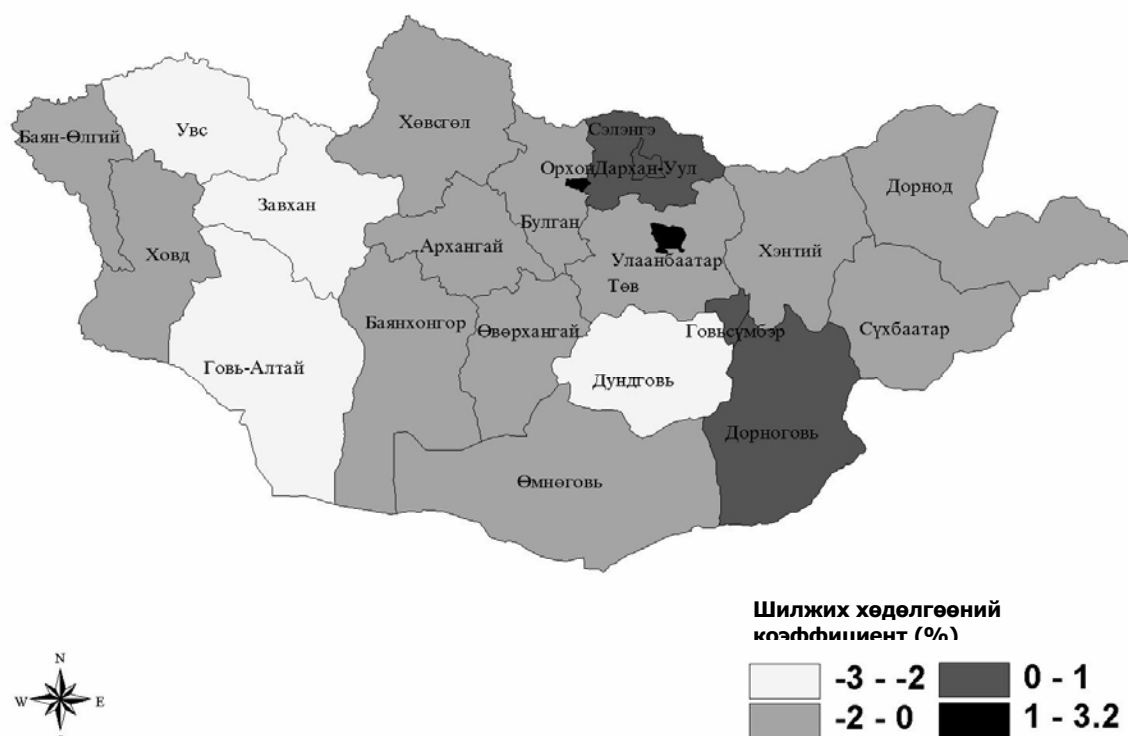 Хөвсгөл
Увс
Баян-Өлгий
Сэлэнгэ
Орхон
Дархан-Уул
Дорнод
Завхан
Булган
Архангай
Ховд
Улаанбаатар
Хэнтий
Төв
Баянхонгор
Өвөрхангай
Говьсүмбэр
Сүхбаатар
Говь-Алтай
Дундговь
Дорноговь
Өмнөговь
Шилжих хөдөлгөөний
коэффициент (%)
-3 - -2
0 - 1
-2 - 0
1 - 3.2
N
W
E